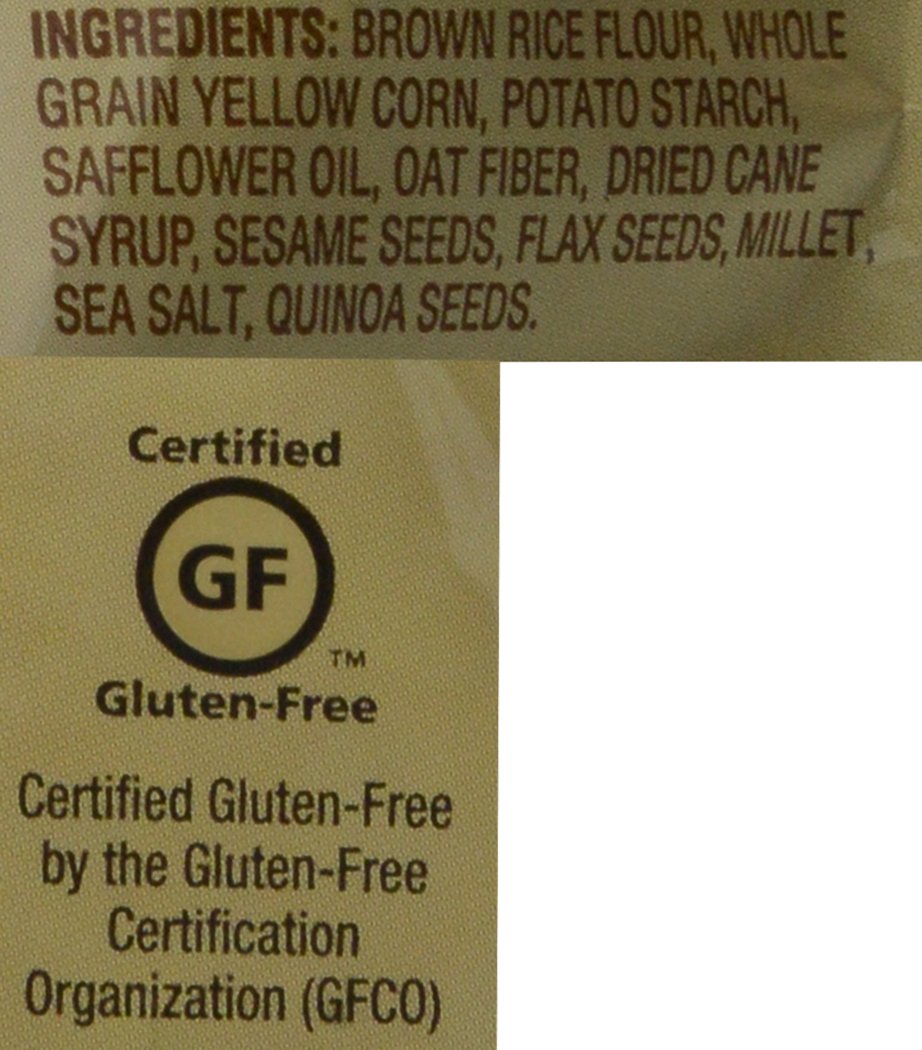 INGREDIENTS: BROWN RICE FLOUR, WHOLE
GRAIN YELLOW CORN, POTATO STARCH,
SAFFLOWER OIL, OAT FIBER, DRIED CANE
SYRUP, SESAME SEEDS, FLAX SEEDS, MILLET,
SEA SALT, QUINOA SEEDS.
Certified
GF
TM
Gluten-Free
Certified Gluten-Free
by the Gluten-Free
Certification
Organization (GFCO)